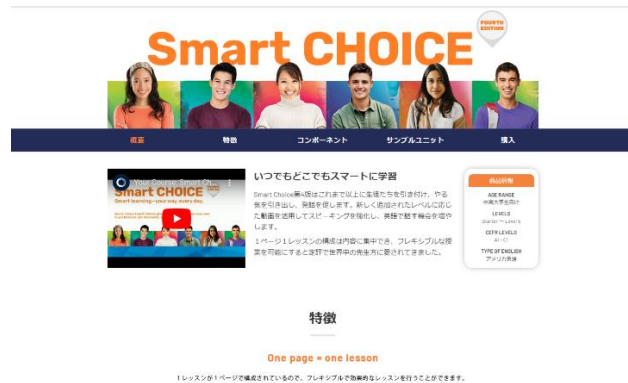 Smart CHOICE
FOURTH
EDITION
概要
特徴
コンポーネント
サンプルユニット
購入
Your Course: Smart Ch...
Smart CHOICE
Smart learning—your way, every day.
いつでもどこでもスマートに学習
Smart Choice第4版はこれまで以上に生徒たちを引き付け、やる
気を引き出し、発話を促します。新しく追加されたレベルに応じ
た動画を活用してスピーキングを強化し、英語で話す機会を増や
します。
1ページ1レッスンの構成は内容に集中でき、フレキシブルな授
業を可能にすると定評で世界中の先生方に愛されてきました。
商品情報
AGE RANGE
LEVELS
CEFR LEVELS
TYPE OF ENGLISH
アメリカ英語
特徴
One page = one lesson
1レッスンが1ページで構成されているので、フレキシブルで効果的なレッスンを行うことができます。